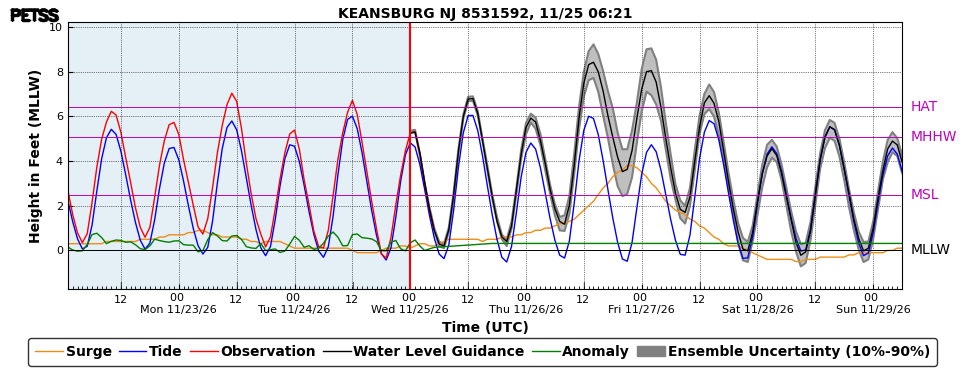 PETSS
KEANSBURG NJ 8531592, 11/25 06:21
Height in Feet (MLLW)
10
8
6
4
2
0
HAT
MHHW
MSL
MLLW
12 00 12 00 12 00 12 00 12 00 12 00 12 00
Mon 11/23/26 Tue 11/24/26 Wed 11/25/26 Thu 11/26/26 Fri 11/27/26 Sat 11/28/26 Sun 11/29/26
Time (UTC)
Surge Tide Observation Water Level Guidance Anomaly Ensemble Uncertainty (10%-90%)